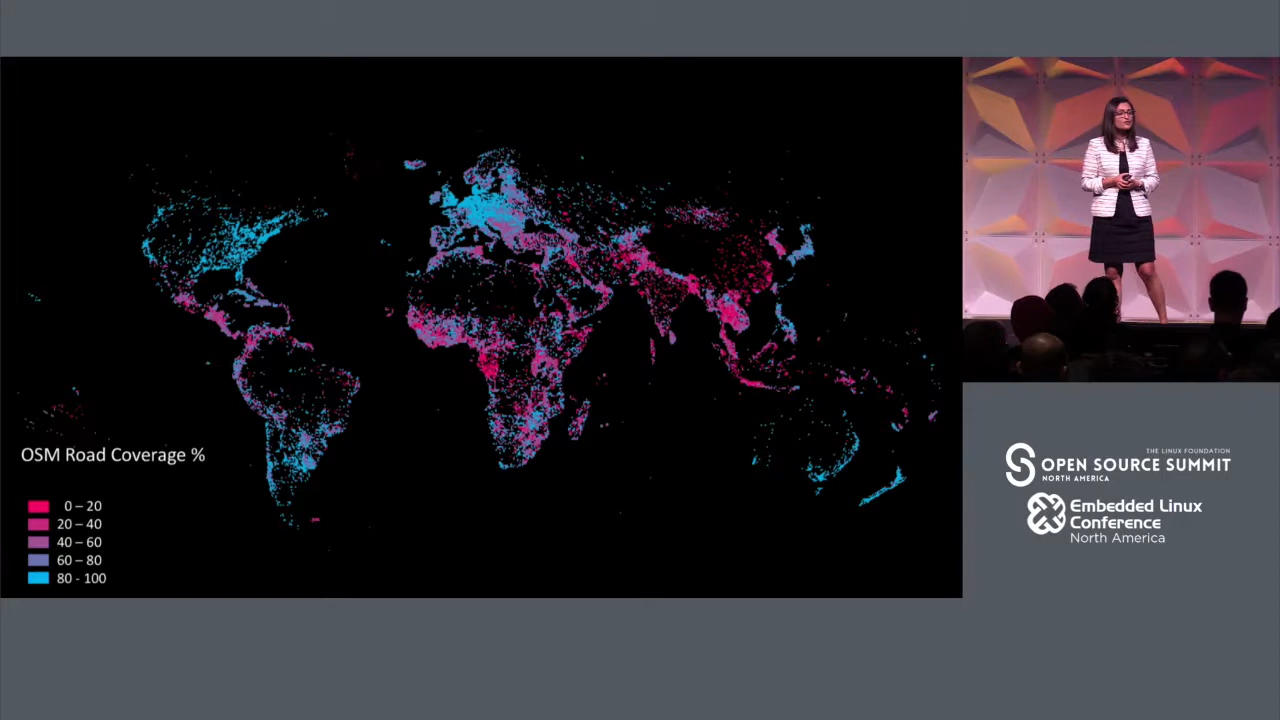 OSM Road Coverage %
0 – 20
20 – 40
40 – 60
60 – 80
80 - 100
THE LINUX FOUNDATION
OPEN SOURCE SUMMIT
NORTH AMERICA
Embedded Linux
Conference
North America